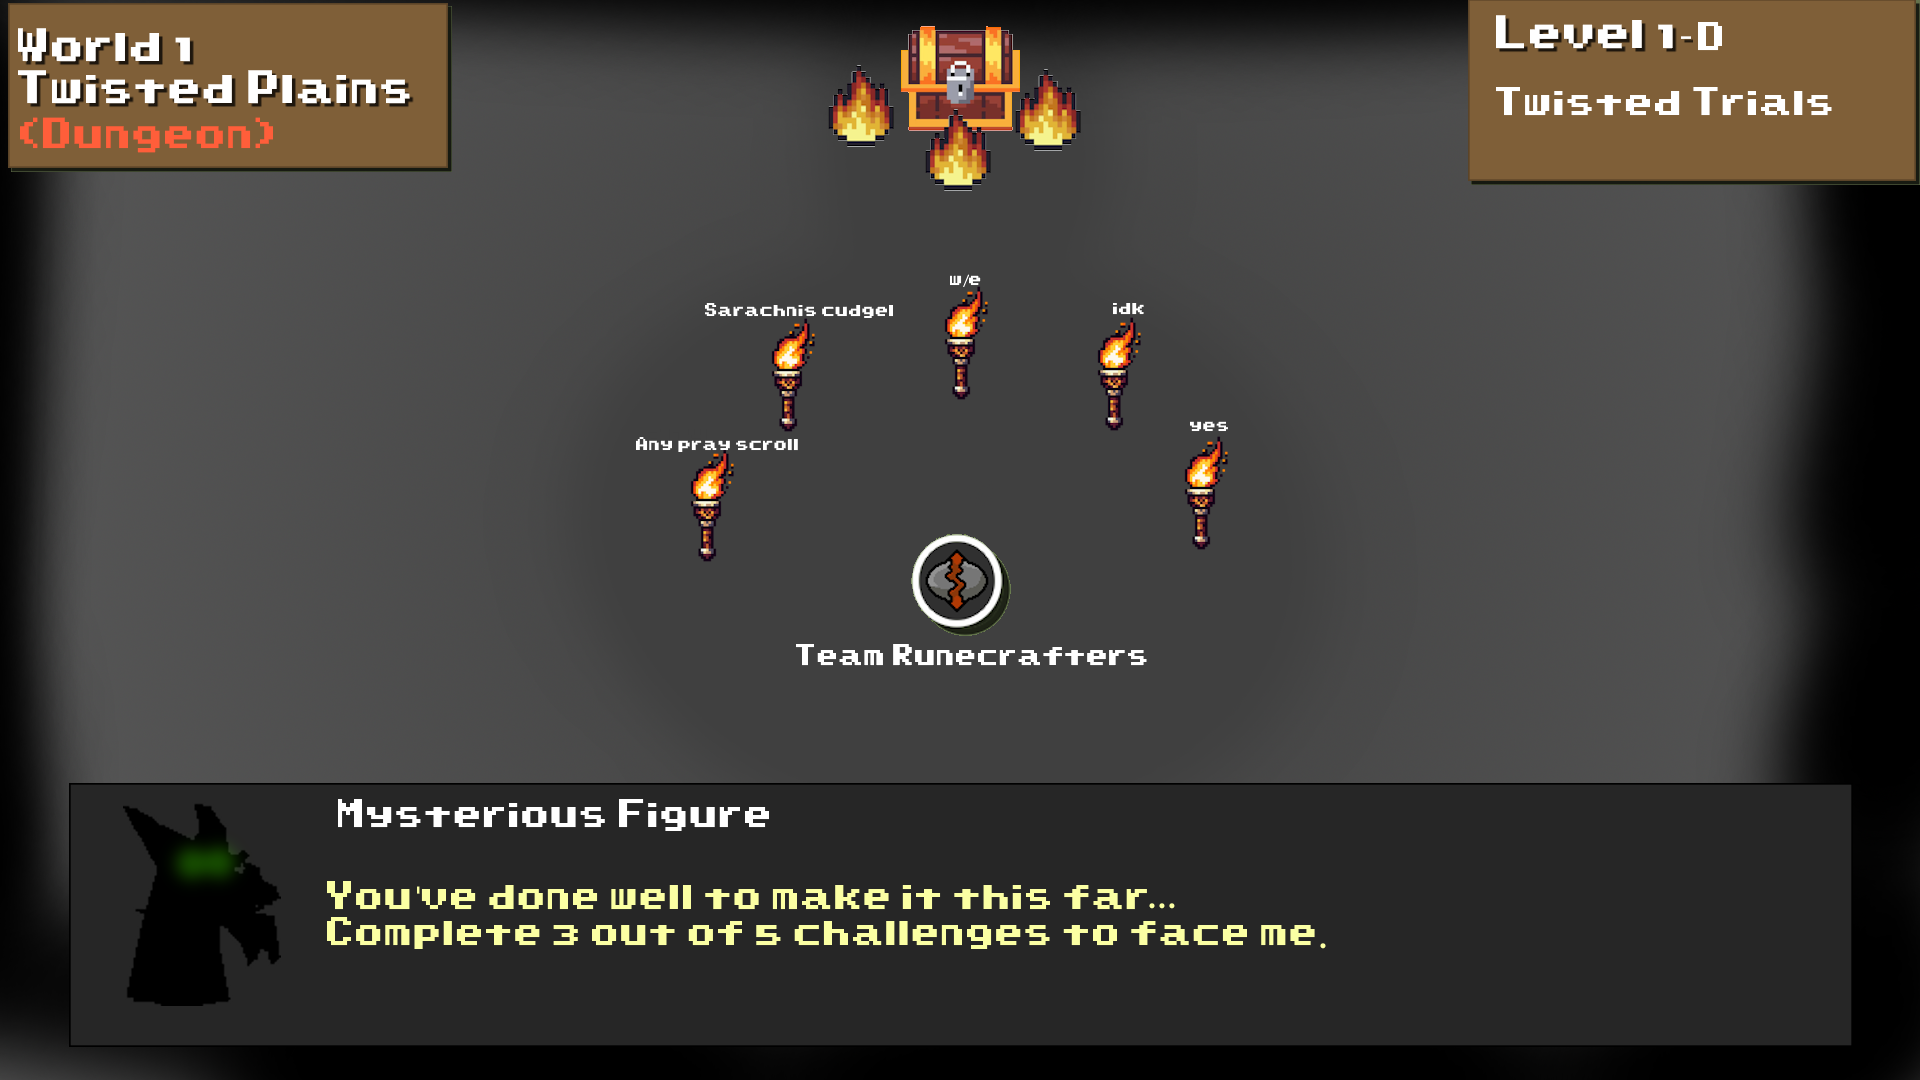 World 1
Twisted Plains
(Dungeon)
Level 1-D
Twisted Trials
w/e
Sarachnis cudgel
idk
Any pray scroll
yes
Team Runecrafters
Mysterious Figure
You've done well to make it this far...
Complete 3 out of 5 challenges to face me.